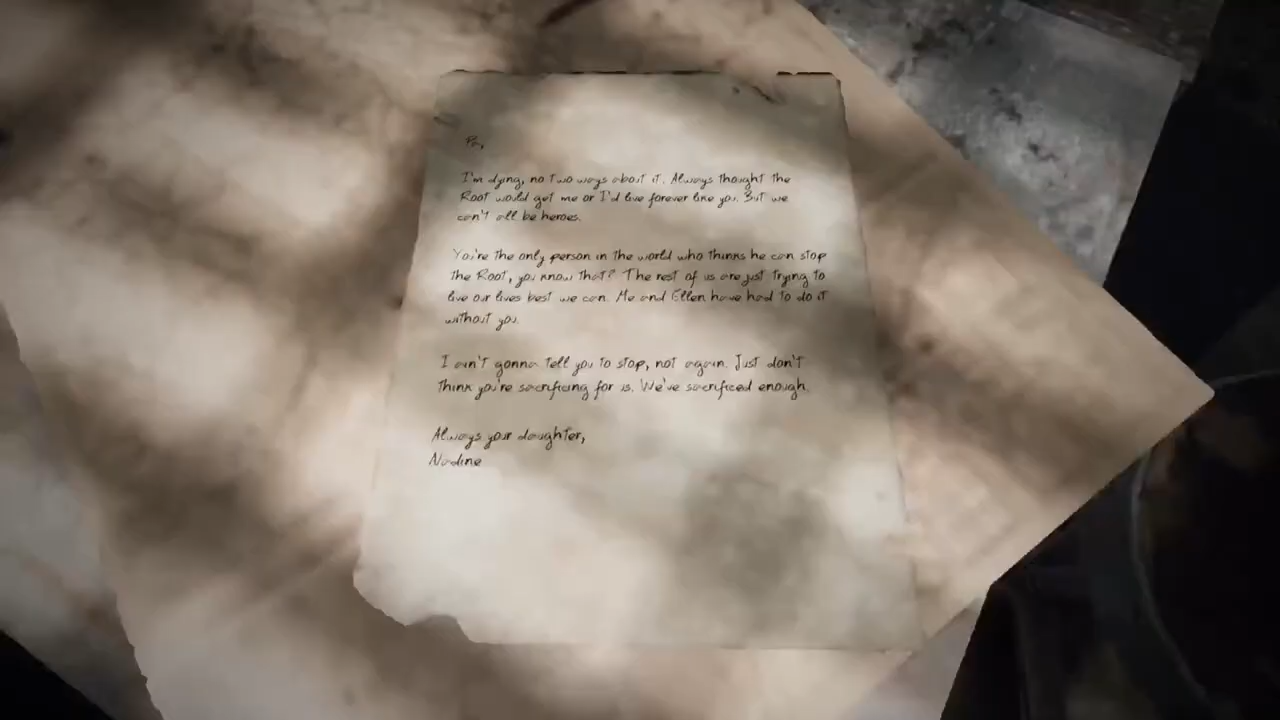 Pa,
I'm dying, no two ways about it. Always thought the
Root would get me or I'd live forever like you. But we
can't all be heroes.
You're the only person in the world who thinks he can stop
the Root, you know that? The rest of us are just trying to
live our lives best we can. Me and Ellen have had to do it
without you.
I ain't gonna tell you to stop, not again. Just don't
think you're sacrificing for us. We've sacrificed enough.
Always your daughter,
Nadine